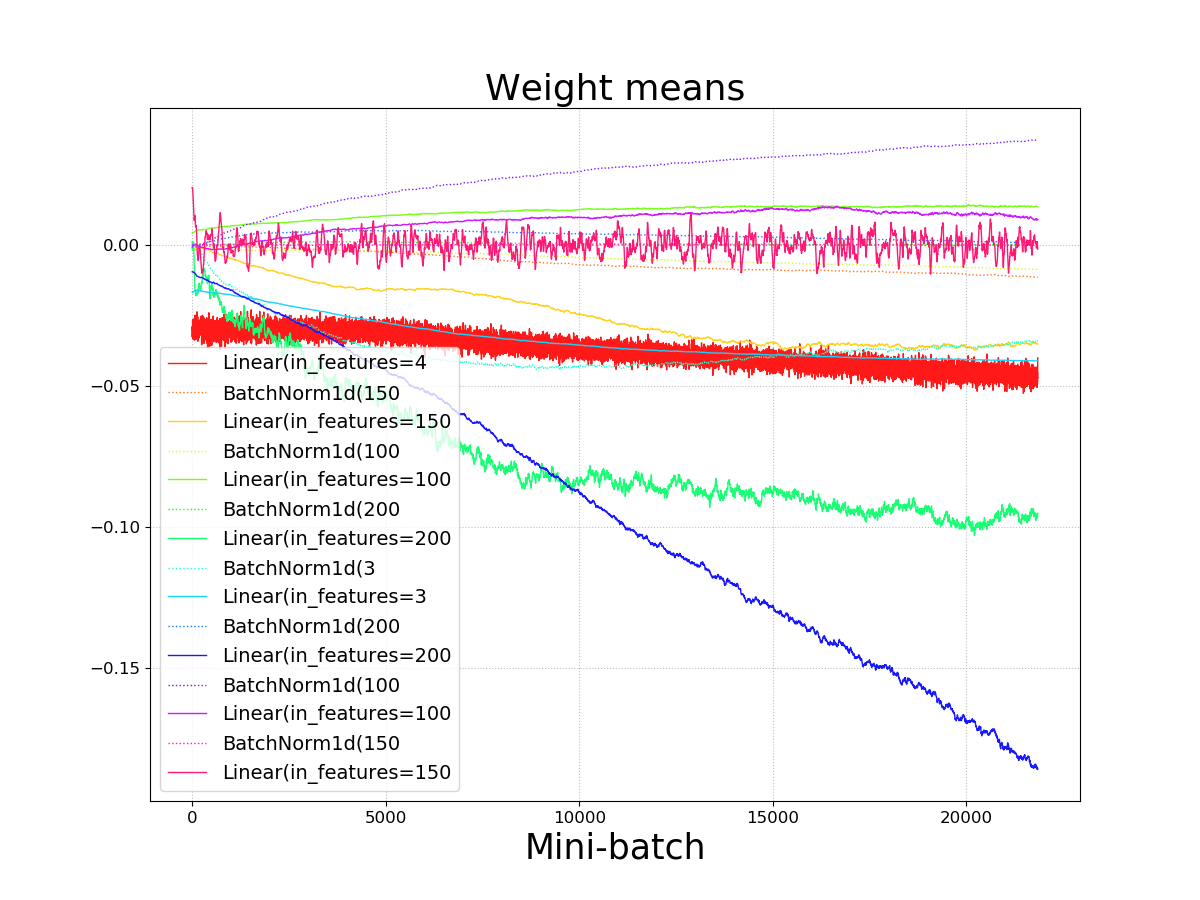 Weight means
0.00
−0.05
−0.10
−0.15
Linear(in_features=4
BatchNorm1d(150
Linear(in_features=150
BatchNorm1d(100
Linear(in_features=100
BatchNorm1d(200
Linear(in_features=200
BatchNorm1d(3
Linear(in_features=3
BatchNorm1d(200
Linear(in_features=200
BatchNorm1d(100
Linear(in_features=100
BatchNorm1d(150
Linear(in_features=150
0 5000 10000 15000 20000
Mini-batch